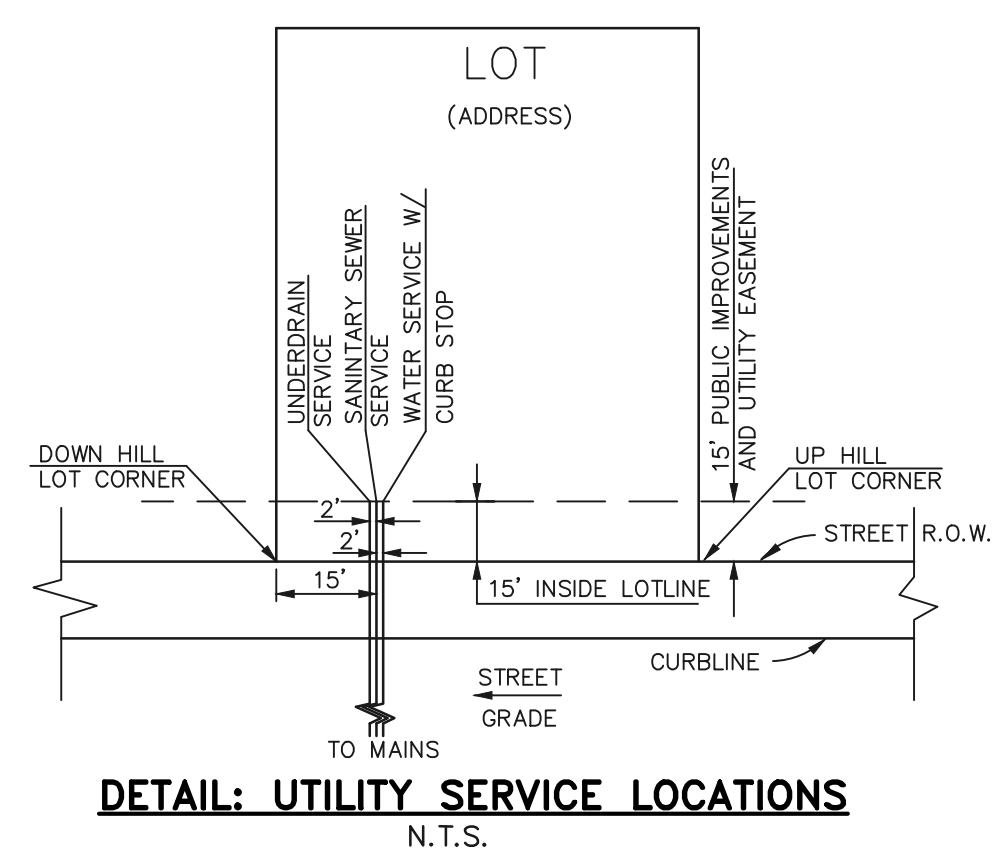 LOT
(ADDRESS)
UNDERDRAIN
SERVICE
SANINTARY SEWER
SERVICE
WATER SERVICE W/
CURB STOP
15' PUBLIC IMPROVEMENTS
AND UTILITY EASEMENT
DOWN HILL
LOT CORNER
UP HILL
LOT CORNER
2'
2'
STREET R.O.W.
15'
15' INSIDE LOTLINE
CURBLINE
STREET
GRADE
TO MAINS
DETAIL: UTILITY SERVICE LOCATIONS
N.T.S.